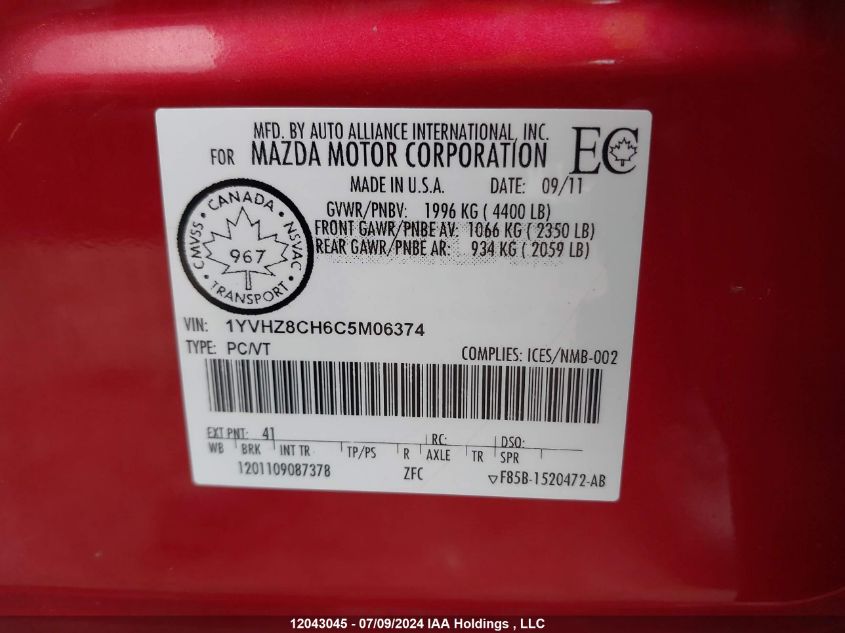 MFD. BY AUTO ALLIANCE INTERNATIONAL, INC.
FOR MAZDA MOTOR CORPORATION
EC
MADE IN U.S.A. DATE: 09/11
GVWR/PNBV: 1996 KG ( 4400 LB)
FRONT GAWR/PNBE AV: 1066 KG ( 2350 LB)
REAR GAWR/PNBE AR: 934 KG ( 2059 LB)
CMVSS • CANADA • NSVAC
967
• TRANSPORT •
VIN: 1YVHZ8CH6C5M06374
TYPE: PC/VT COMPLIES: ICES/NMB-002
EXT PNT: 41 RC: DSO:
WB BRK INT TR TP/PS R AXLE TR SPR
1201109087378 ZFC ▽F85B-1520472-AB
12043045 - 07/09/2024 IAA Holdings , LLC